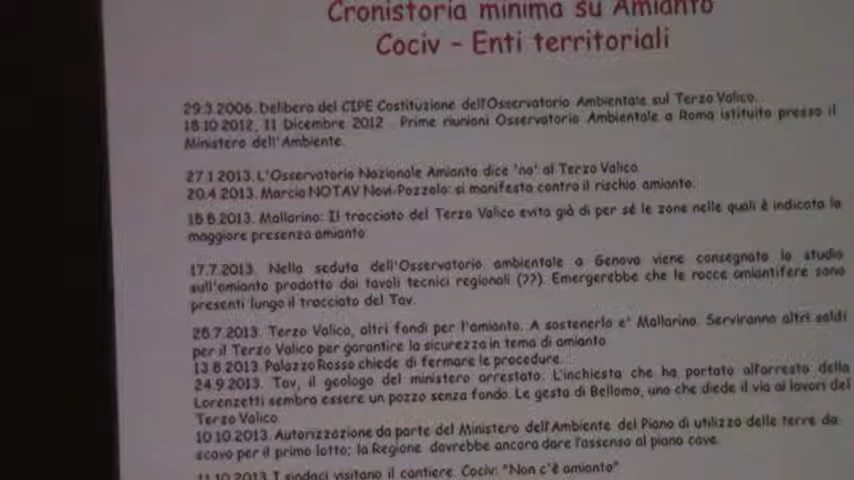 Cronistoria minima su Amianto
Cociv - Enti territoriali
29.3.2006. Delibera del CIPE Costituzione dell'Osservatorio Ambientale sul Terzo Valico...
18.10.2012, 11 Dicembre 2012 . Prime riunioni Osservatorio Ambientale a Roma istituito presso il
Ministero dell'Ambiente.
27.1.2013. L'Osservatorio Nazionale Amianto dice 'no' al Terzo Valico
20.4.2013. Marcia NOTAV Novi-Pozzolo: si manifesta contro il rischio amianto.
18.6.2013. Mallarino: Il tracciato del Terzo Valico evita già di per sé le zone nelle quali è indicata la
maggiore presenza amianto
17.7.2013. Nella seduta dell'Osservatorio ambientale a Genova viene consegnato lo studio
sull'amianto prodotto dai tavoli tecnici regionali (??). Emergerebbe che le rocce amiantifere sono
presenti lungo il tracciato del Tav.
26.7.2013. Terzo Valico, altri fondi per l'amianto. A sostenerlo e' Mallarino. Serviranno altri soldi
per il Terzo Valico per garantire la sicurezza in tema di amianto
13.8.2013. Palazzo Rosso chiede di fermare le procedure.
24.9.2013. Tav, il geologo del ministero arrestato. L'inchiesta che ha portato all'arresto della
Lorenzetti sembra essere un pozzo senza fondo. Le gesta di Bellomo, uno che diede il via ai lavori del
Terzo Valico.
10.10.2013. Autorizzazione da parte del Ministero dell'Ambiente del Piano di utilizzo delle terre da
scavo per il primo lotto; la Regione dovrebbe ancora dare l'assenso al piano cave.
11.10.2013. I sindaci visitano il cantiere. Cociv: "Non c'è amianto"